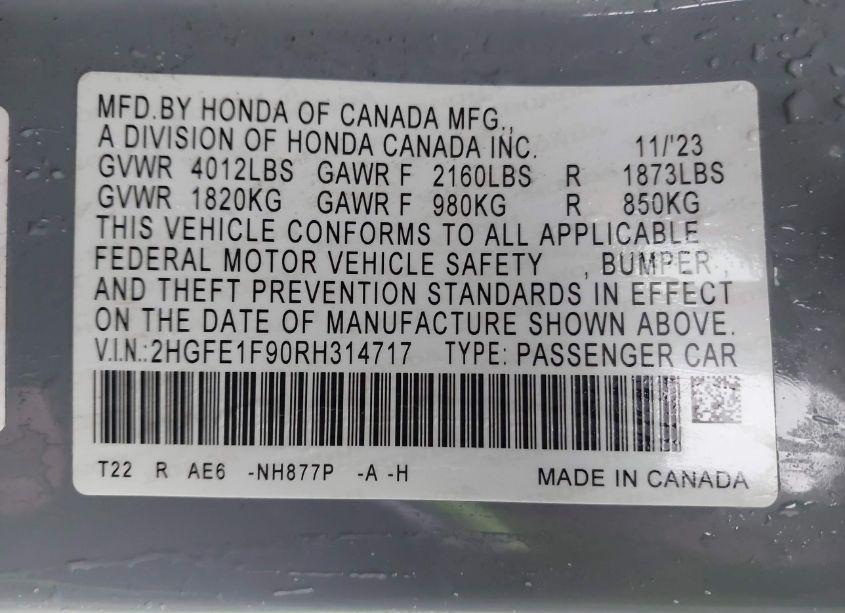 MFD.BY HONDA OF CANADA MFG.,
A DIVISION OF HONDA CANADA INC. 11/'23
GVWR 4012LBS GAWR F 2160LBS R 1873LBS
GVWR 1820KG GAWR F 980KG R 850KG
THIS VEHICLE CONFORMS TO ALL APPLICABLE
FEDERAL MOTOR VEHICLE SAFETY , BUMPER ,
AND THEFT PREVENTION STANDARDS IN EFFECT
ON THE DATE OF MANUFACTURE SHOWN ABOVE.
V.I.N.:2HGFE1F90RH314717 TYPE: PASSENGER CAR
T22 R AE6 -NH877P -A -H MADE IN CANADA